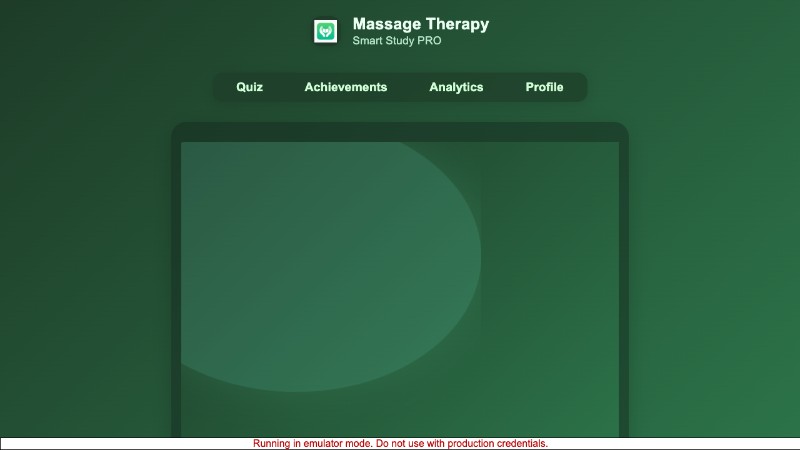 Massage Therapy
Smart Study PRO
Quiz Achievements Analytics Profile
Running in emulator mode. Do not use with production credentials.